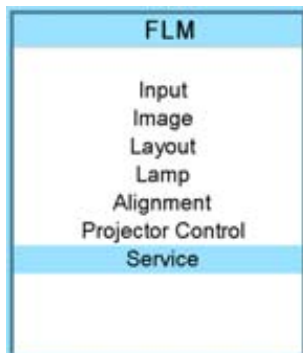 FLM
Input
Image
Layout
Lamp
Alignment
Projector Control
Service